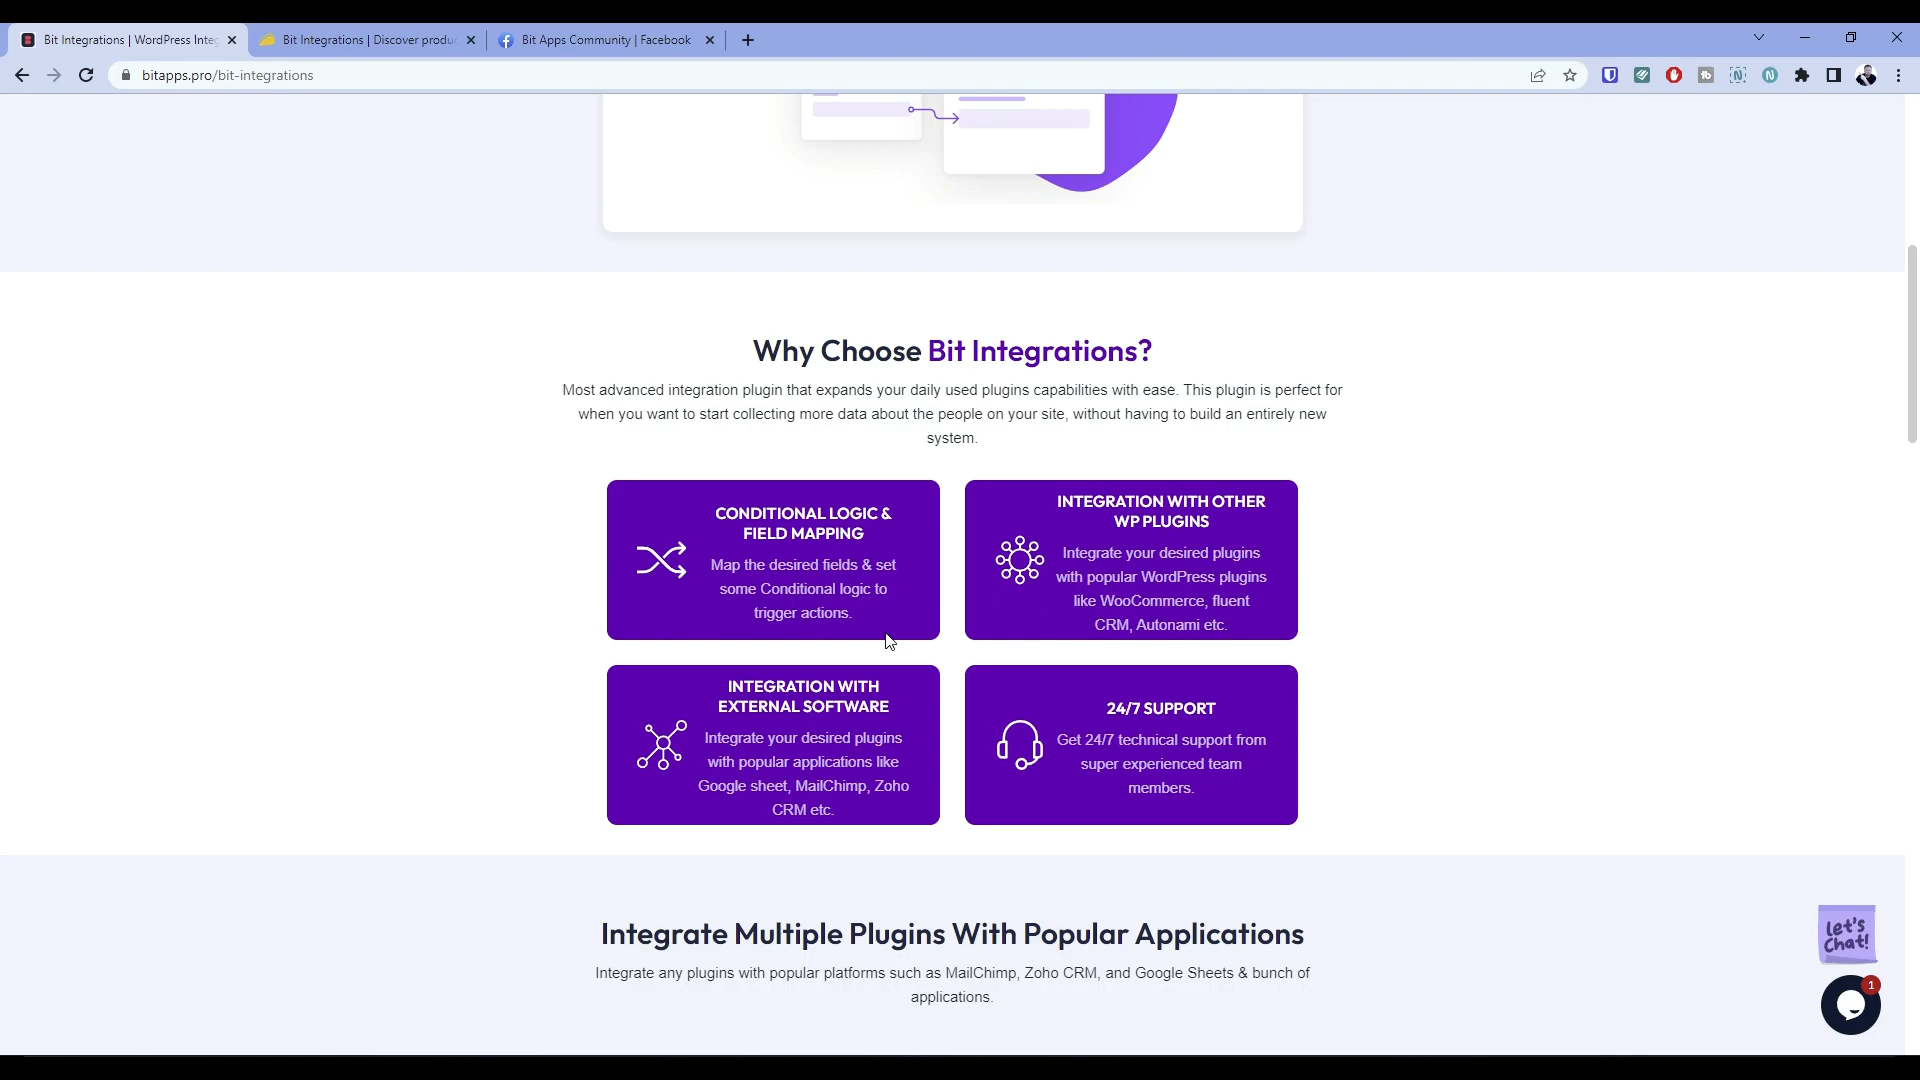 Bit Integrations | WordPress Inte
Bit Integrations | Discover produ
Bit Apps Community | Facebook
bitapps.pro/bit-integrations
Why Choose Bit Integrations?
Most advanced integration plugin that expands your daily used plugins capabilities with ease. This plugin is perfect for
when you want to start collecting more data about the people on your site, without having to build an entirely new
system.
CONDITIONAL LOGIC &
FIELD MAPPING
Map the desired fields & set
some Conditional logic to
trigger actions.
INTEGRATION WITH OTHER
WP PLUGINS
Integrate your desired plugins
with popular WordPress plugins
like WooCommerce, fluent
CRM, Autonami etc.
INTEGRATION WITH
EXTERNAL SOFTWARE
Integrate your desired plugins
with popular applications like
Google sheet, MailChimp, Zoho
CRM etc.
24/7 SUPPORT
Get 24/7 technical support from
super experienced team
members.
Integrate Multiple Plugins With Popular Applications
Integrate any plugins with popular platforms such as MailChimp, Zoho CRM, and Google Sheets & bunch of
applications.
Let's
Chat!
1